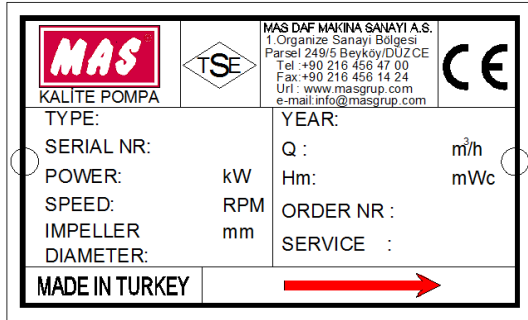 MAS
KALİTE POMPA
TSE
MAS DAF MAKINA SANAYI A.S.
1.Organize Sanayi Bölgesi
Parsel 249/5 Beyköy/DÜZCE
Tel :+90 216 456 47 00
Fax:+90 216 456 14 24
Url : www.masgrup.com
e-mail:info@masgrup.com
CE
TYPE:
SERIAL NR:
POWER: kW
SPEED: RPM
IMPELLER mm
DIAMETER:
YEAR:
Q : m³/h
Hm: mWc
ORDER NR :
SERVICE :
MADE IN TURKEY